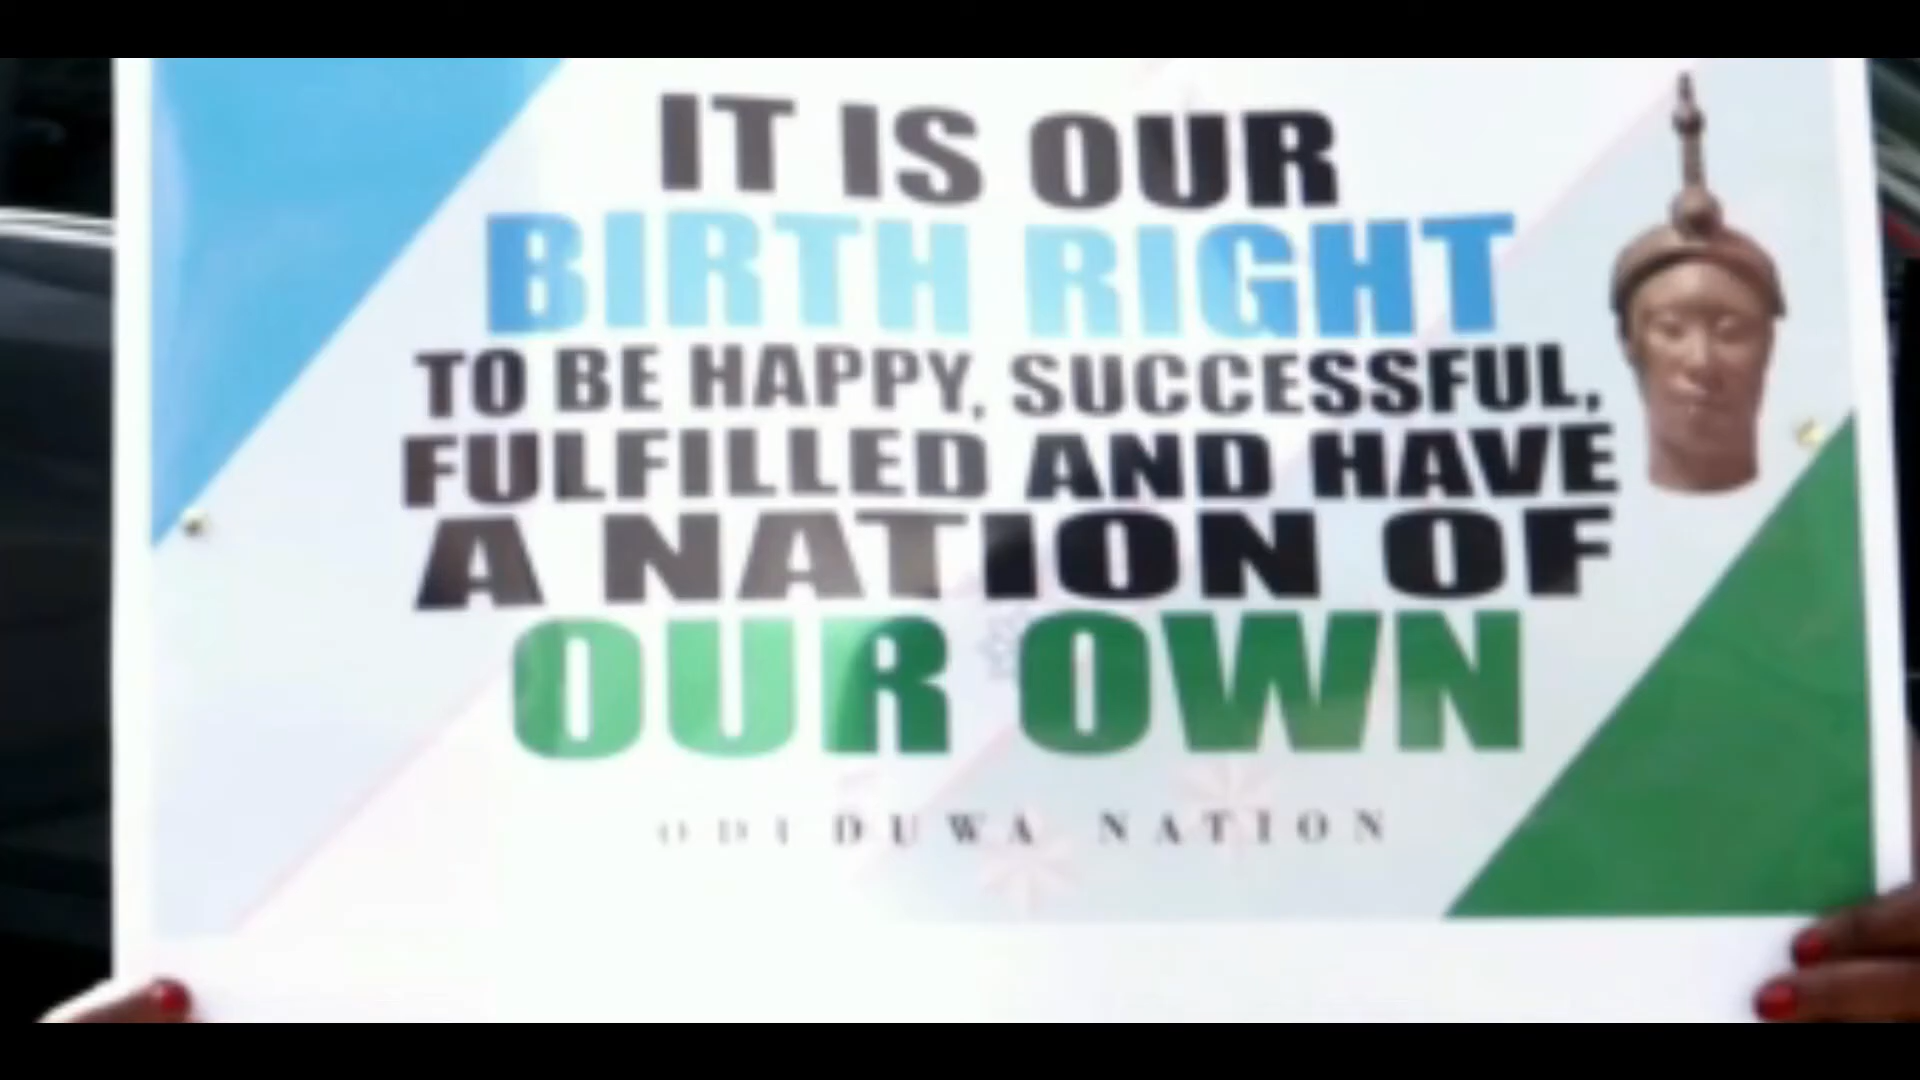 IT IS OUR
BIRTH RIGHT
TO BE HAPPY, SUCCESSFUL,
FULFILLED AND HAVE
A NATION OF
OUR OWN
ODUDUWA NATION